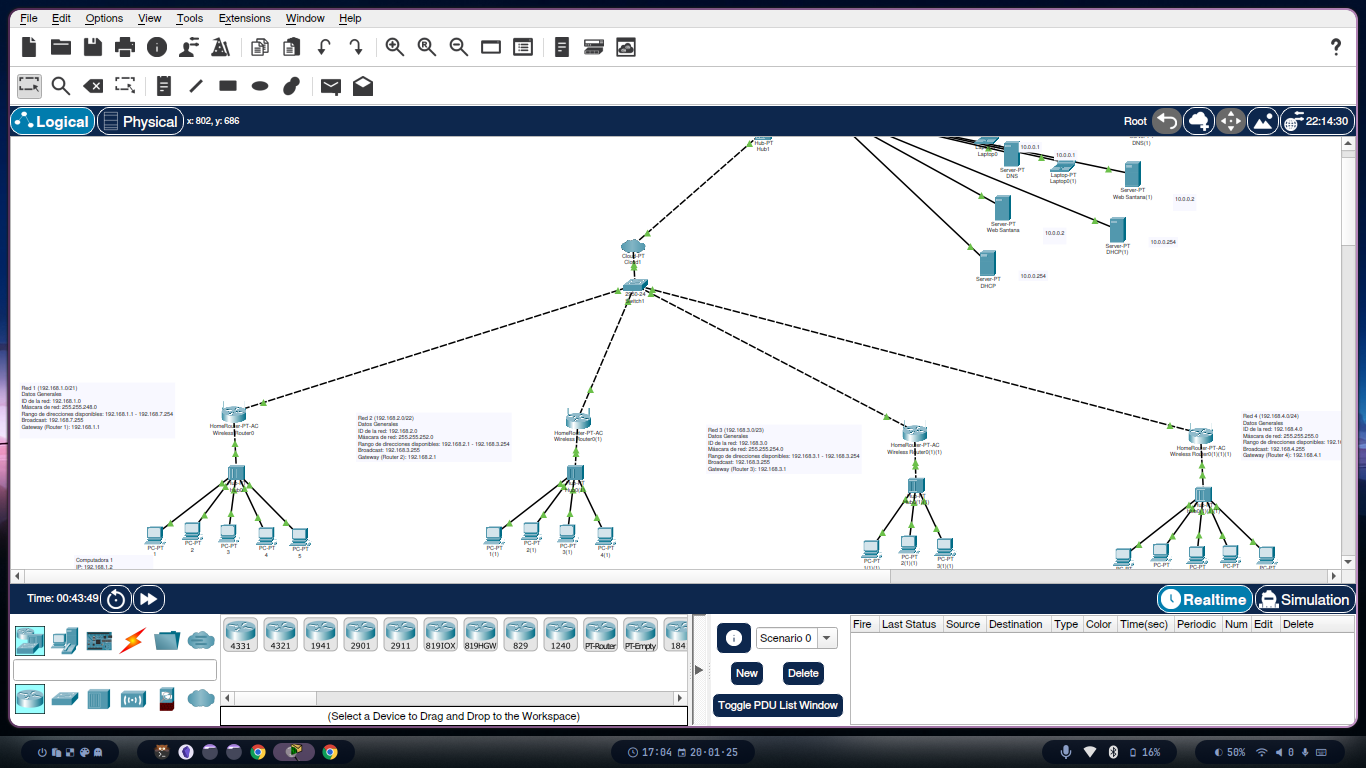 File Edit Options View Tools Extensions Window Help
?
Logical Physical x: 802, y: 686 Root 22:14:30
Hub-PT
Hub1
Laptop0
10.0.0.1
Server-PT
DNS
10.0.0.1
Laptop-PT
Laptop0(1)
DNS(1)
Server-PT
Web Santana(1)
10.0.0.2
Server-PT
Web Santana
10.0.0.2
Server-PT
DHCP(1)
10.0.0.254
Server-PT
DHCP
10.0.0.254
Cloud-PT
Cloud1
Switch1
Red 1 (192.168.1.0/21)
Datos Generales
ID de la red: 192.168.1.0
Máscara de red: 255.255.248.0
Rango de direcciones disponibles: 192.168.1.1 - 192.168.7.254
Broadcast: 192.168.7.255
Gateway (Router 1): 192.168.1.1
HomeRouter-PT-AC
Wireless Router0
Red 2 (192.168.2.0/22)
Datos Generales
ID de la red: 192.168.2.0
Máscara de red: 255.255.252.0
Rango de direcciones disponibles: 192.168.2.1 - 192.168.3.254
Broadcast: 192.168.3.255
Gateway (Router 2): 192.168.2.1
HomeRouter-PT-AC
Wireless Router0(1)
Red 3 (192.168.3.0/23)
Datos Generales
ID de la red: 192.168.3.0
Máscara de red: 255.255.254.0
Rango de direcciones disponibles: 192.168.3.1 - 192.168.3.254
Broadcast: 192.168.3.255
Gateway (Router 3): 192.168.3.1
HomeRouter-PT-AC
Wireless Router0(1)(1)
Red 4 (192.168.4.0/24)
Datos Generales
ID de la red: 192.168.4.0
Máscara de red: 255.255.255.0
Rango de direcciones disponibles: 192.1
Broadcast: 192.168.4.255
Gateway (Router 4): 192.168.4.1
HomeRouter-PT-AC
Wireless Router0(1)(1)(1)
PC-PT
1
PC-PT
2
PC-PT
3
PC-PT
4
PC-PT
5
PC-PT
1(1)
PC-PT
2(1)
PC-PT
3(1)
PC-PT
4(1)
PC-PT
1(1)(1)
PC-PT
2(1)(1)
PC-PT
3(1)(1)
PC-PT
PC-PT
PC-PT
PC-PT
PC-PT
Computadora 1
IP: 192.168.1.2
Time: 00:43:49 Realtime Simulation
4331 4321 1941 2901 2911 819IOX 819HGW 829 1240 PT-Router PT-Empty 184
(Select a Device to Drag and Drop to the Workspace)
Scenario 0
New Delete
Toggle PDU List Window
Fire Last Status Source Destination Type Color Time(sec) Periodic Num Edit Delete
17:04 20-01-25 16% 50% 0